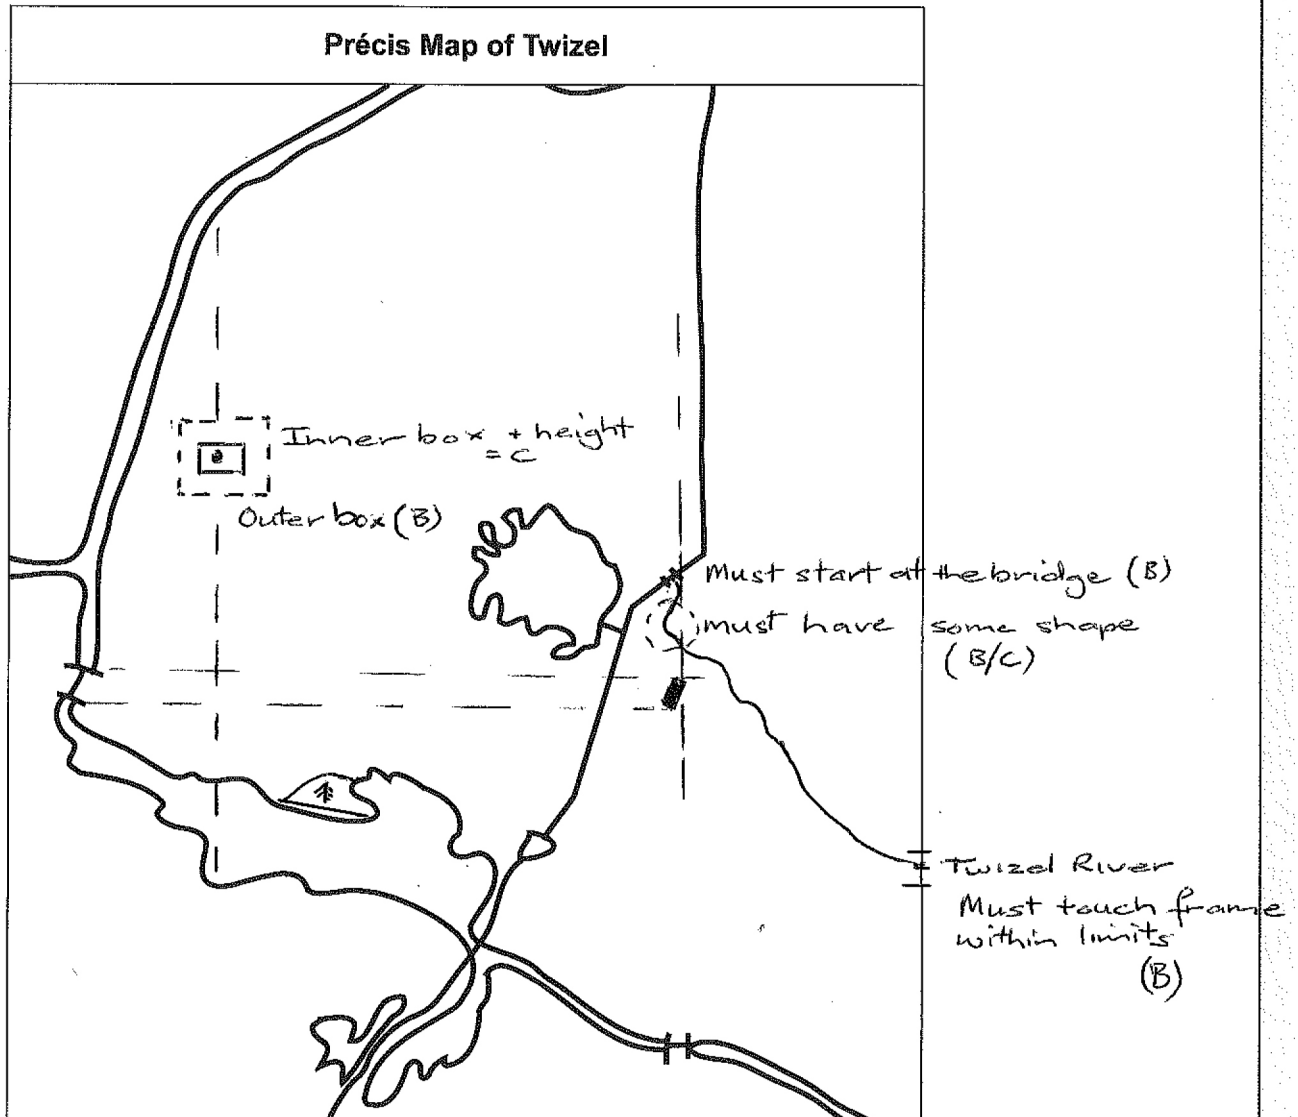 Précis Map of Twizel
Inner box + height
= C
Outer box (B)
Must start at the bridge (B)
must have some shape
(B/C)
Twizel River
Must touch frame
within limits
(B)